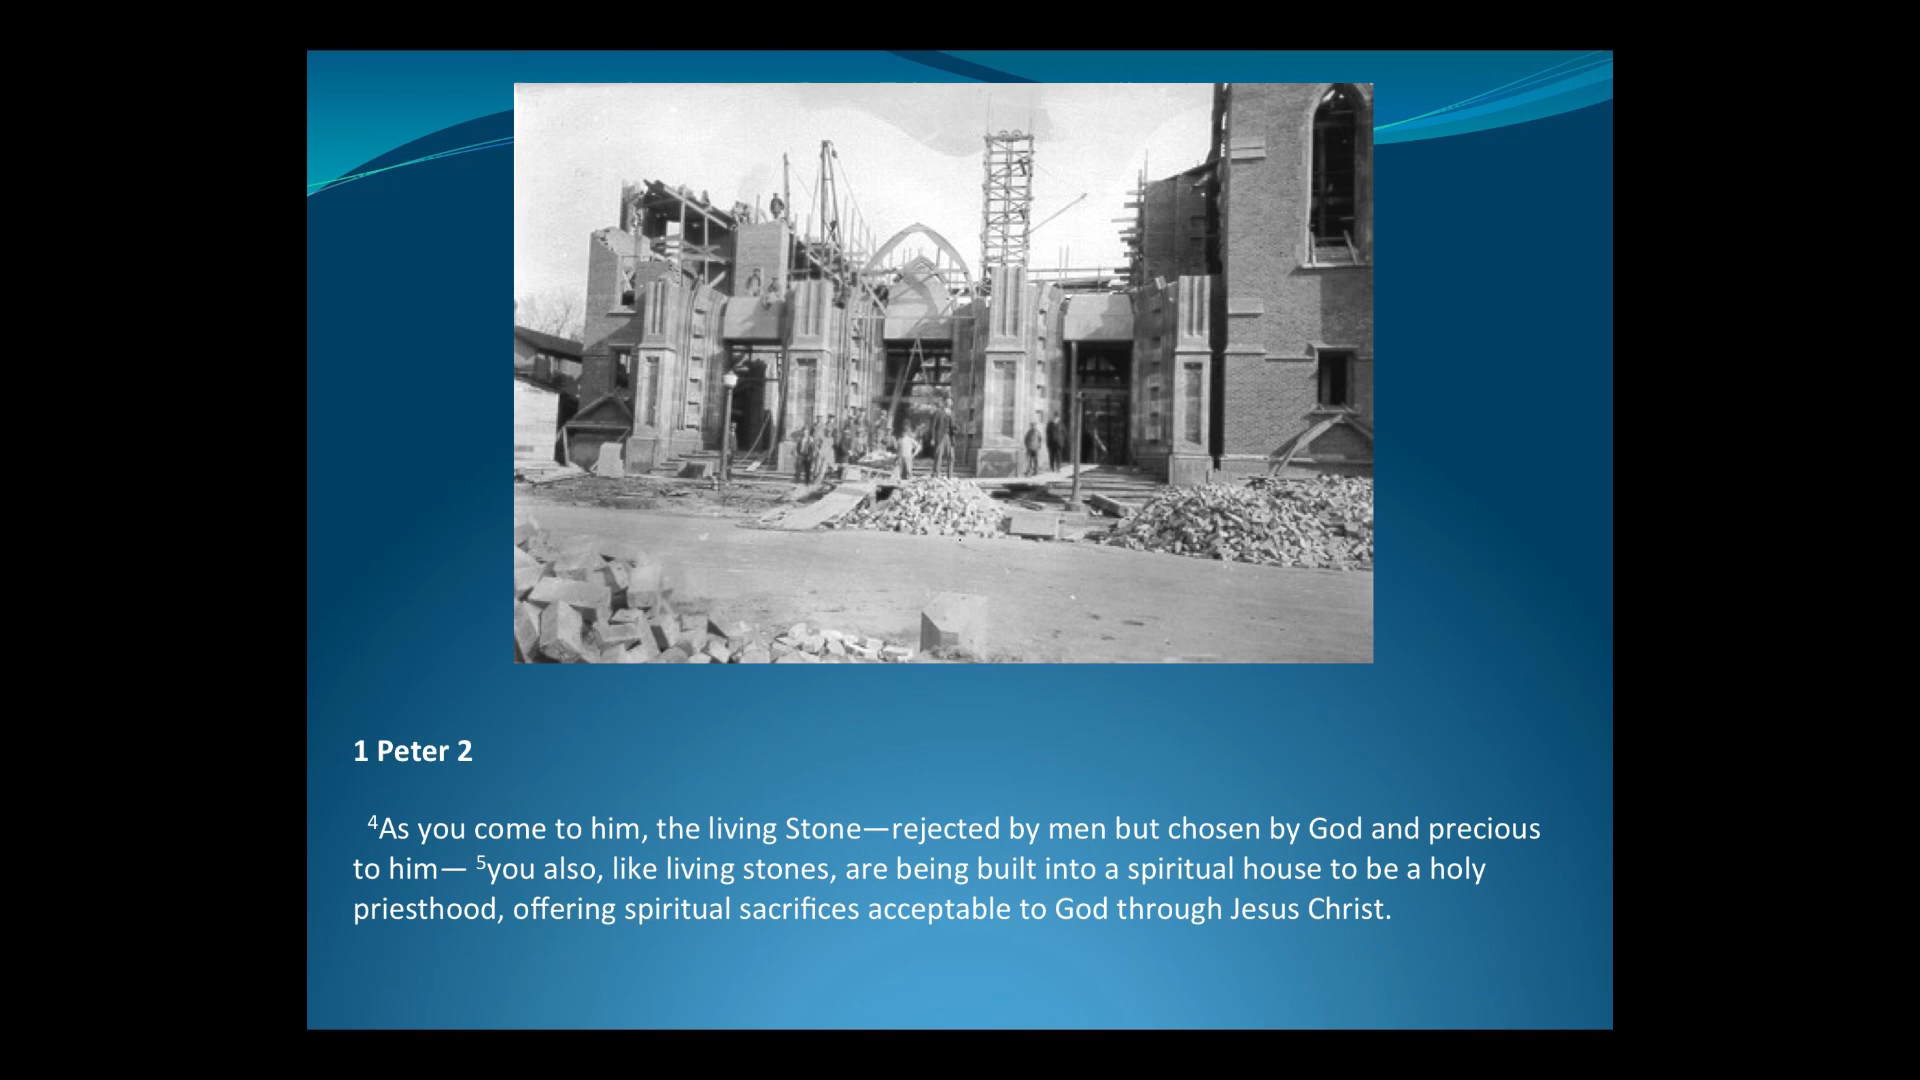 1 Peter 2
⁴As you come to him, the living Stone—rejected by men but chosen by God and precious
to him— ⁵you also, like living stones, are being built into a spiritual house to be a holy
priesthood, offering spiritual sacrifices acceptable to God through Jesus Christ.